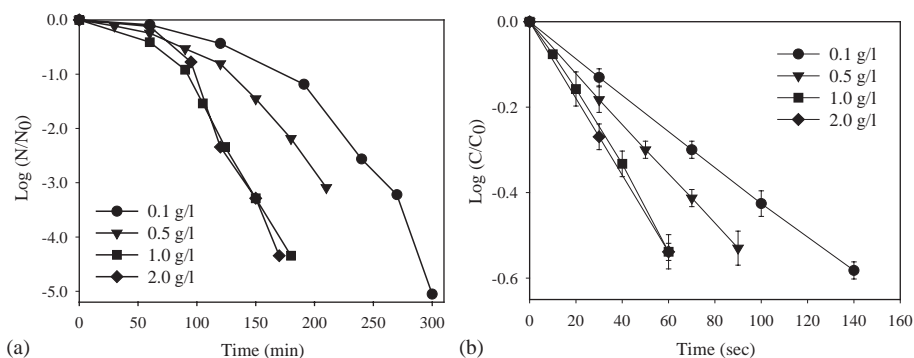 0.0
-1.0
-2.0
-3.0
-4.0
-5.0
Log (N/N0)
0.1 g/l
0.5 g/l
1.0 g/l
2.0 g/l
0 50 100 150 200 250 300
(a)
Time (min)
0.0
-0.2
-0.4
-0.6
Log (C/C0)
0.1 g/l
0.5 g/l
1.0 g/l
2.0 g/l
0 20 40 60 80 100 120 140 160
(b)
Time (sec)